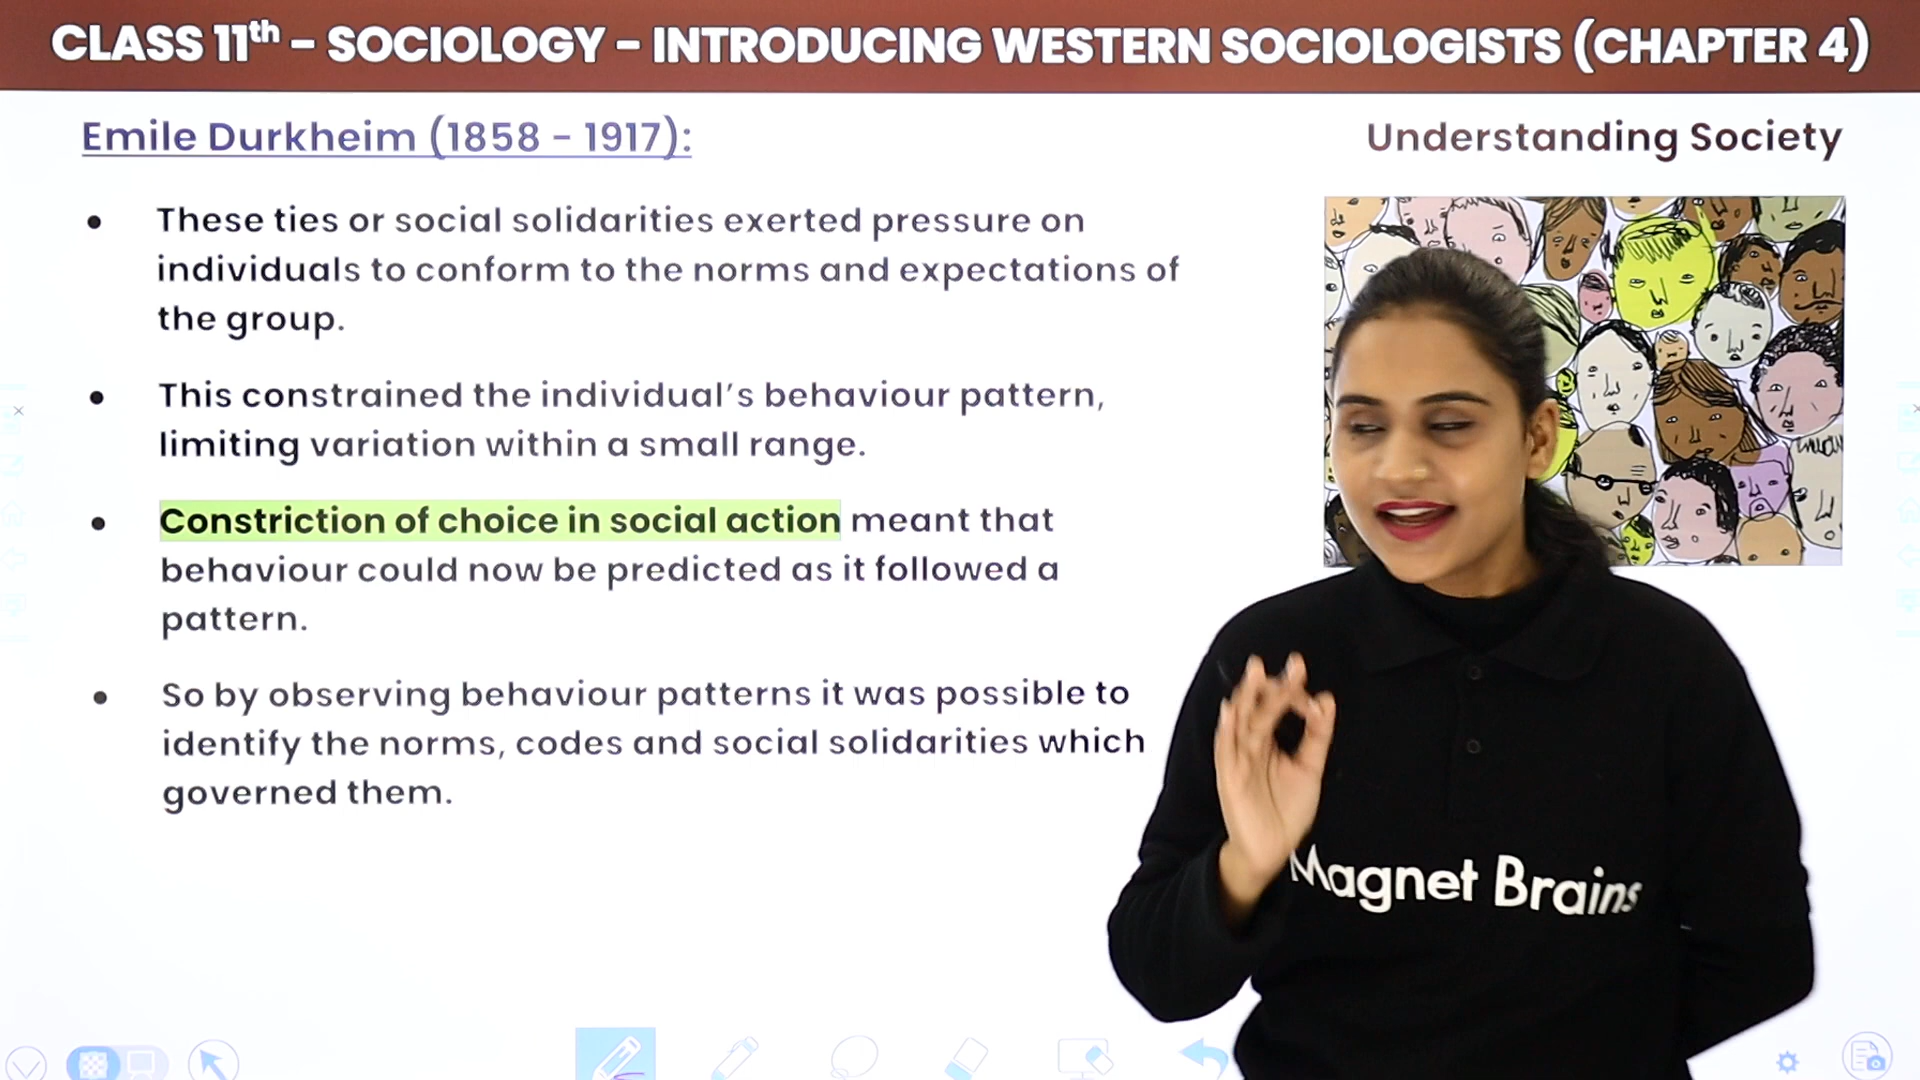 CLASS 11th – SOCIOLOGY – INTRODUCING WESTERN SOCIOLOGISTS (CHAPTER 4)
Emile Durkheim (1858 – 1917):
Understanding Society
• These ties or social solidarities exerted pressure on
individuals to conform to the norms and expectations of
the group.
• This constrained the individual's behaviour pattern,
limiting variation within a small range.
• Constriction of choice in social action meant that
behaviour could now be predicted as it followed a
pattern.
• So by observing behaviour patterns it was possible to
identify the norms, codes and social solidarities which
governed them.
Magnet Brains